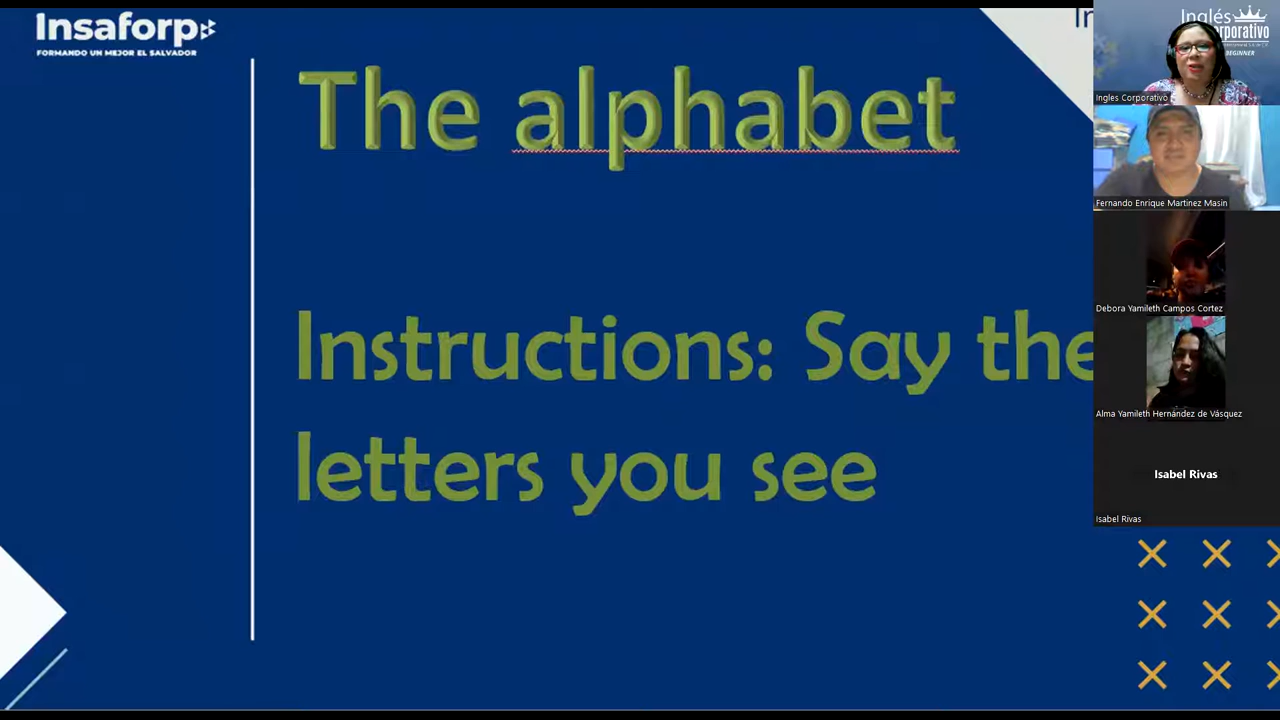 Insaforp
FORMANDO UN MEJOR EL SALVADOR
The alphabet
Instructions: Say the
letters you see
Inglés
BEGINNER
Ingles Corporativo
Fernando Enrique Martinez Masin
Debora Yamileth Campos Cortez
Alma Yamileth Hernández de Vásquez
Isabel Rivas
Isabel Rivas